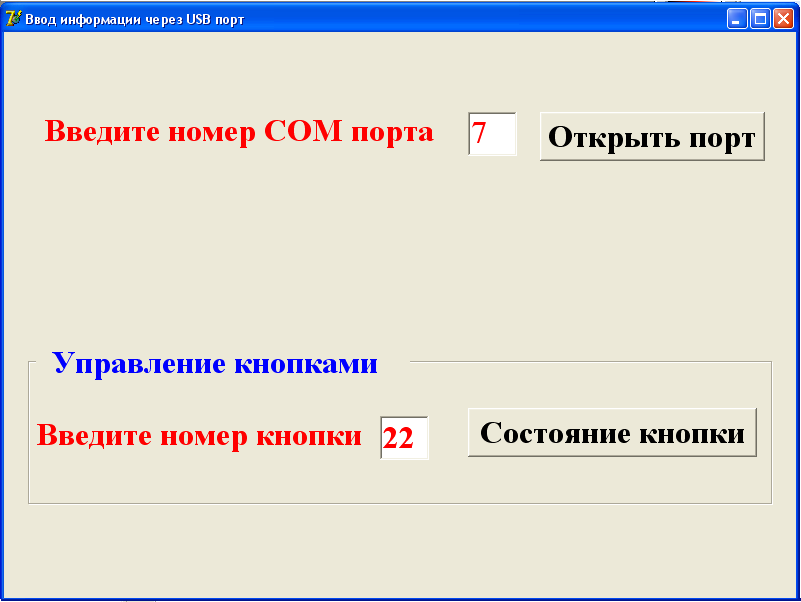 Ввод информации через USB порт
Введите номер COM порта 7 Открыть порт
Управление кнопками
Введите номер кнопки 22 Состояние кнопки